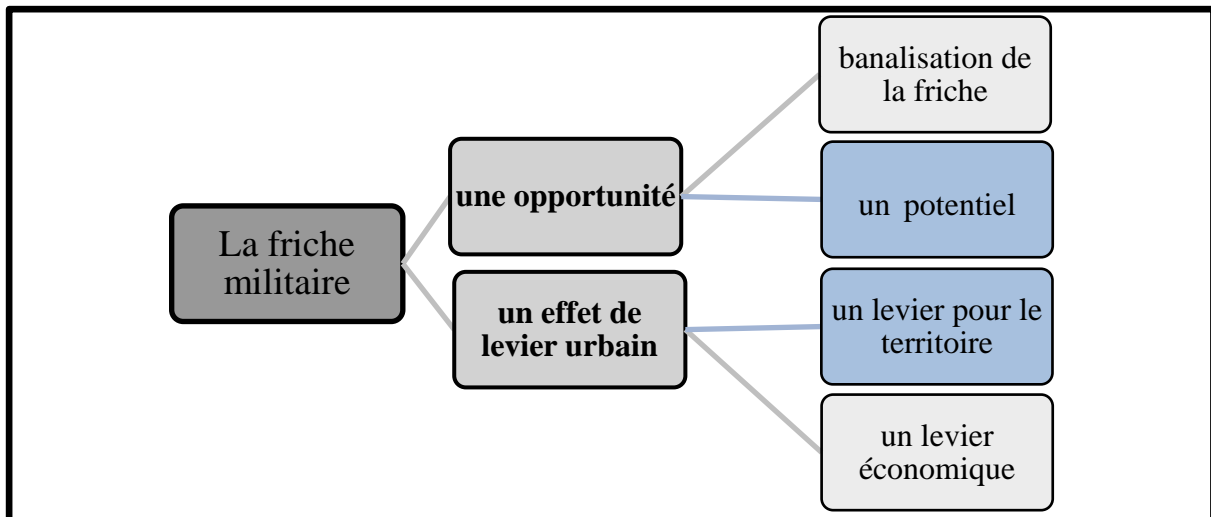 La friche
militaire
une opportunité
un effet de
levier urbain
banalisation de
la friche
un potentiel
un levier pour le
territoire
un levier
économique